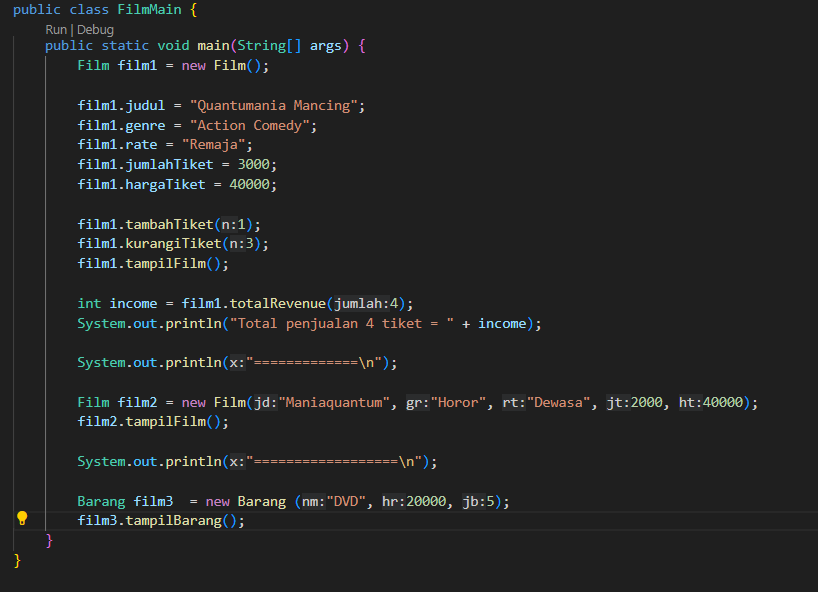 public class FilmMain {
Run | Debug
public static void main(String[] args) {
Film film1 = new Film();
film1.judul = "Quantumania Mancing";
film1.genre = "Action Comedy";
film1.rate = "Remaja";
film1.jumlahTiket = 3000;
film1.hargaTiket = 40000;
film1.tambahTiket(n:1);
film1.kurangiTiket(n:3);
film1.tampilFilm();
int income = film1.totalRevenue(jumlah:4);
System.out.println("Total penjualan 4 tiket = " + income);
System.out.println(x:"=============\n");
Film film2 = new Film(jd:"Maniaquantum", gr:"Horor", rt:"Dewasa", jt:2000, ht:40000);
film2.tampilFilm();
System.out.println(x:"==================\n");
Barang film3  = new Barang (nm:"DVD", hr:20000, jb:5);
film3.tampilBarang();
}
}